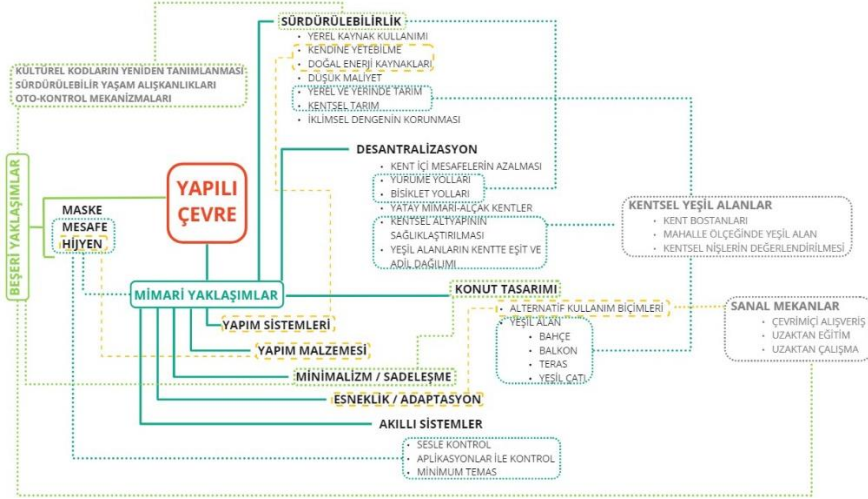 SÜRDÜRÜLEBİLİRLİK
• YEREL KAYNAK KULLANIMI
• KENDİNE YETEBİLME
• DOĞAL ENERJİ KAYNAKLARI
• DÜŞÜK MALİYET
• YEREL VE YERİNDE TARIM
• KENTSEL TARIM
• İKLİMSEL DENGENİN KORUNMASI
KÜLTÜREL KODLARIN YENİDEN TANIMLANMASI
SÜRDÜRÜLEBİLİR YAŞAM ALIŞKANLIKLARI
OTO-KONTROL MEKANİZMALARI
DESANTRALİZASYON
• KENT İÇİ MESAFELERİN AZALMASI
• YÜRÜME YOLLARI
• BİSİKLET YOLLARI
• YATAY MİMARİ-ALÇAK KENTLER
• KENTSEL ALTYAPININ
SAĞLIKLAŞTIRILMASI
• YEŞİL ALANLARIN KENTTE EŞİT VE
ADİL DAĞILIMI
BEŞERİ YAKLAŞIMLAR
YAPILI
ÇEVRE
MASKE
MESAFE
HİJYEN
KENTSEL YEŞİL ALANLAR
• KENT BOSTANLARI
• MAHALLE ÖLÇEĞİNDE YEŞİL ALAN
• KENTSEL NİŞLERİN DEĞERLENDİRİLMESİ
MİMARİ YAKLAŞIMLAR
KONUT TASARIMI
• ALTERNATİF KULLANIM BİÇİMLERİ
• YEŞİL ALAN
• BAHÇE
• BALKON
• TERAS
• YEŞİL ÇATI
SANAL MEKANLAR
• ÇEVRİMİÇİ ALIŞVERİŞ
• UZAKTAN EĞİTİM
• UZAKTAN ÇALIŞMA
YAPIM SİSTEMLERİ
YAPIM MALZEMESİ
MİNİMALİZM / SADELEŞME
ESNEKLİK / ADAPTASYON
AKILLI SİSTEMLER
• SESLE KONTROL
• APLİKASYONLAR İLE KONTROL
• MİNİMUM TEMAS